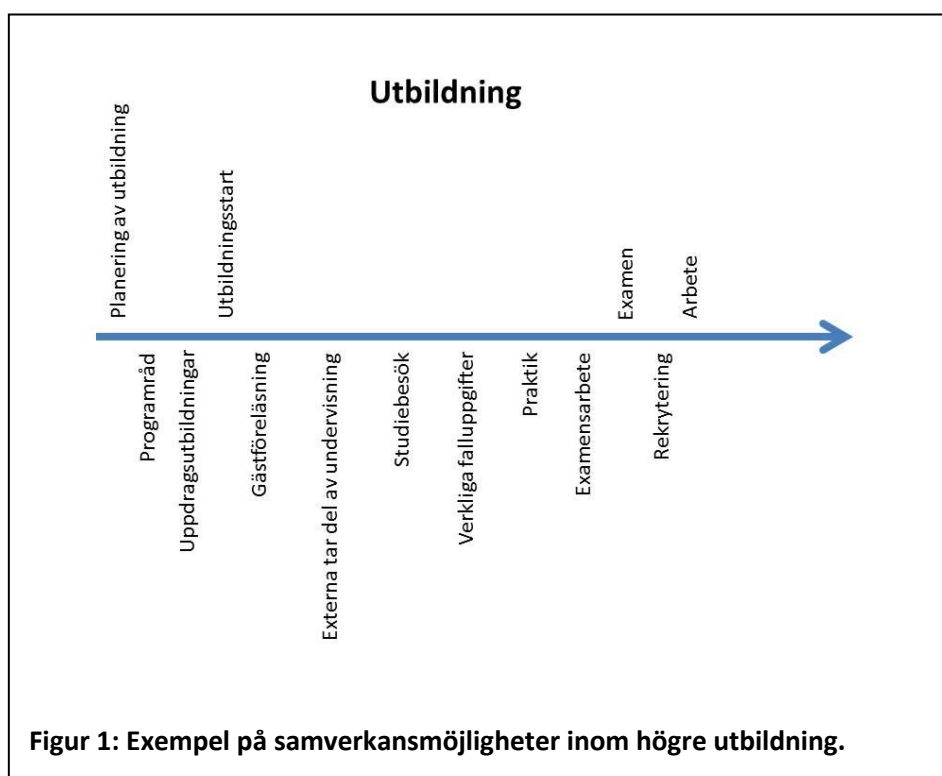 Utbildning
Planering av utbildning
Utbildningsstart
Examen
Arbete
Programråd
Uppdragsutbildningar
Gästföreläsning
Externa tar del av undervisning
Studiebesök
Verkliga falluppgifter
Praktik
Examensarbete
Rekrytering
Figur 1: Exempel på samverkansmöjligheter inom högre utbildning.